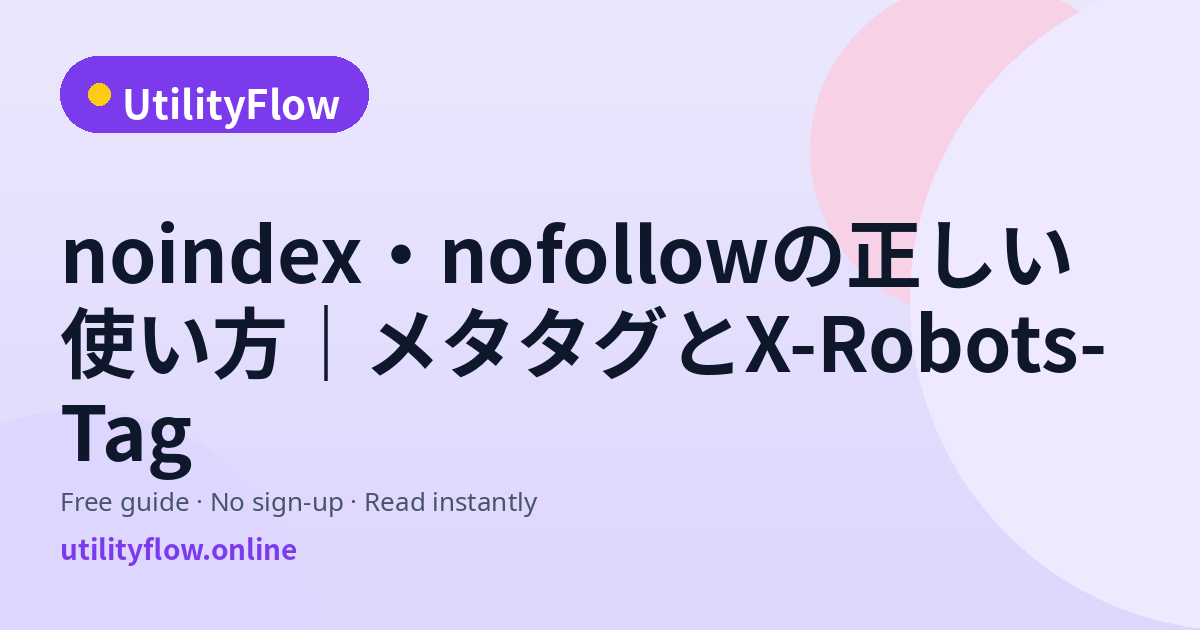 UtilityFlow
noindex・nofollowの正しい
使い方｜メタタグとX-Robots-
Tag
Free guide · No sign-up · Read instantly
utilityflow.online